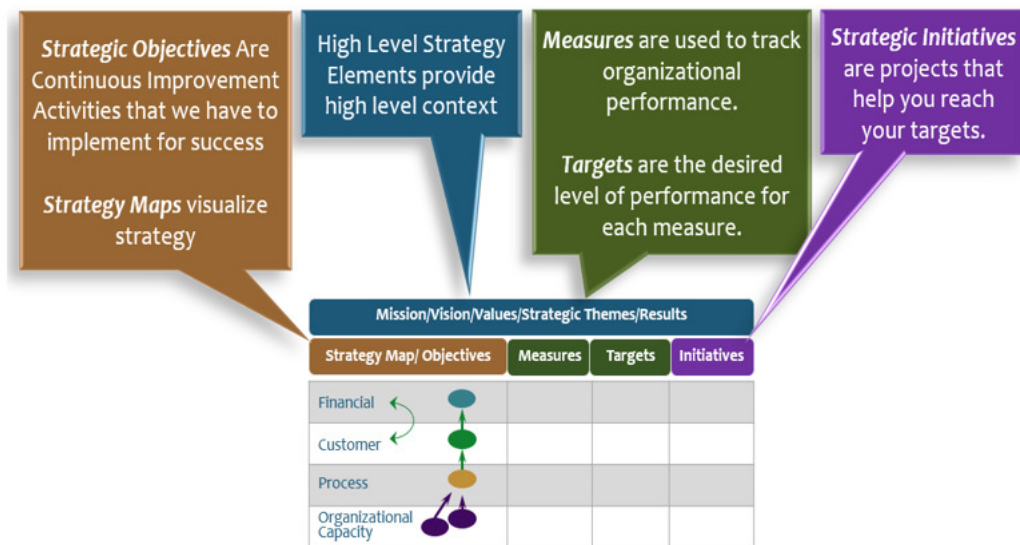 Strategic Objectives Are
Continuous Improvement
Activities that we have to
implement for success
Strategy Maps visualize
strategy
High Level Strategy
Elements provide
high level context
Measures are used to track
organizational
performance.
Targets are the desired
level of performance for
each measure.
Strategic Initiatives
are projects that
help you reach
your targets.
Mission/Vision/Values/Strategic Themes/Results
Strategy Map/ Objectives
Measures
Targets
Initiatives
Financial
Customer
Process
Organizational
Capacity